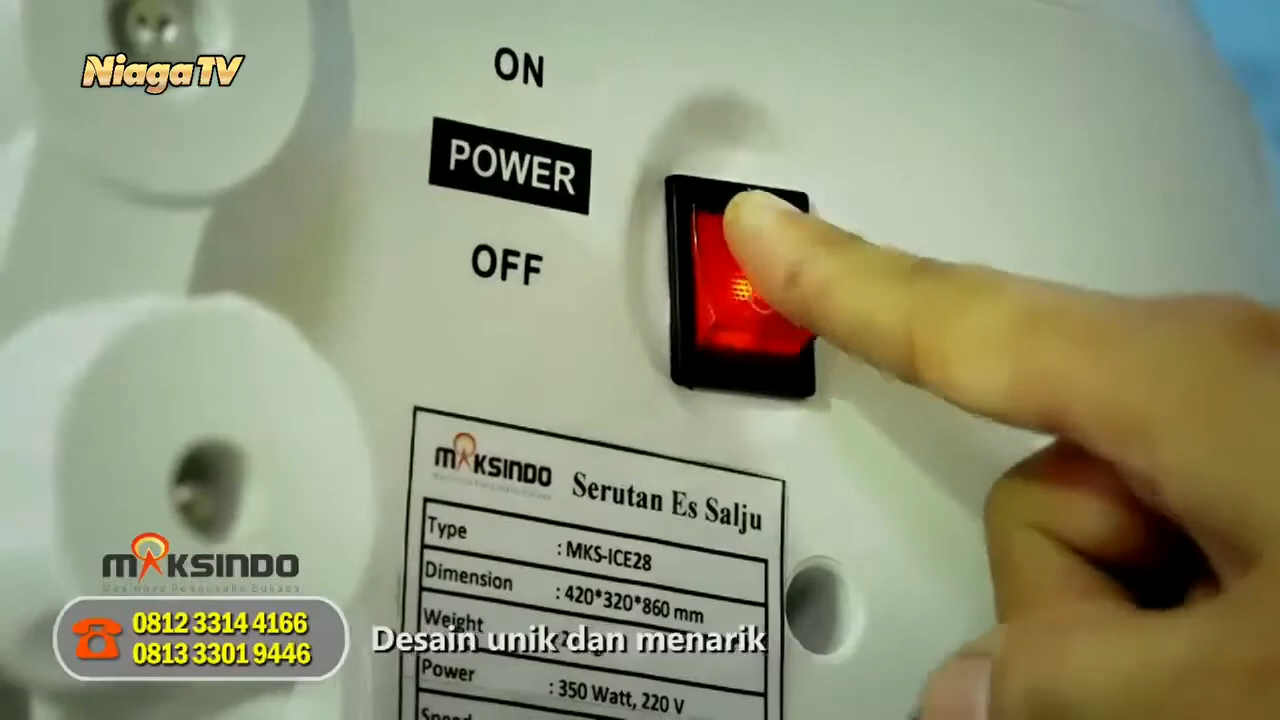 NiagaTV
ON
POWER
OFF
MAKSINDO
Serutan Es Salju
Type : MKS-ICE28
Dimension : 420*320*860 mm
Weight
Power : 350 Watt, 220 V
Speed
MAKSINDO
0812 3314 4166
0813 3301 9446
Desain unik dan menarik